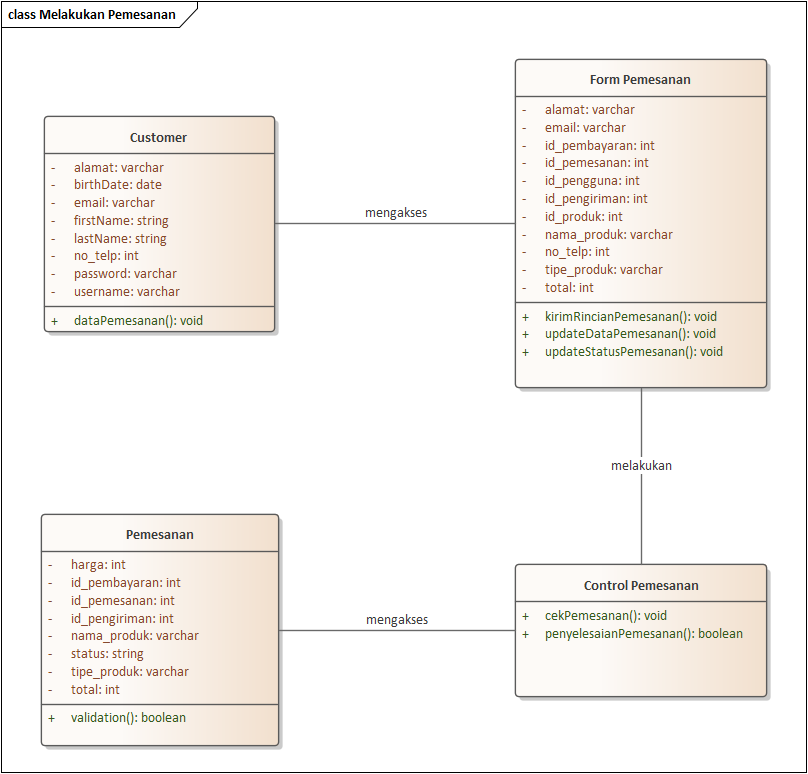 class Melakukan Pemesanan
Customer
- alamat: varchar
- birthDate: date
- email: varchar
- firstName: string
- lastName: string
- no_telp: int
- password: varchar
- username: varchar
+ dataPemesanan(): void
mengakses
Form Pemesanan
- alamat: varchar
- email: varchar
- id_pembayaran: int
- id_pemesanan: int
- id_pengguna: int
- id_pengiriman: int
- id_produk: int
- nama_produk: varchar
- no_telp: int
- tipe_produk: varchar
- total: int
+ kirimRincianPemesanan(): void
+ updateDataPemesanan(): void
+ updateStatusPemesanan(): void
melakukan
Pemesanan
- harga: int
- id_pembayaran: int
- id_pemesanan: int
- id_pengiriman: int
- nama_produk: varchar
- status: string
- tipe_produk: varchar
- total: int
+ validation(): boolean
mengakses
Control Pemesanan
+ cekPemesanan(): void
+ penyelesaianPemesanan(): boolean